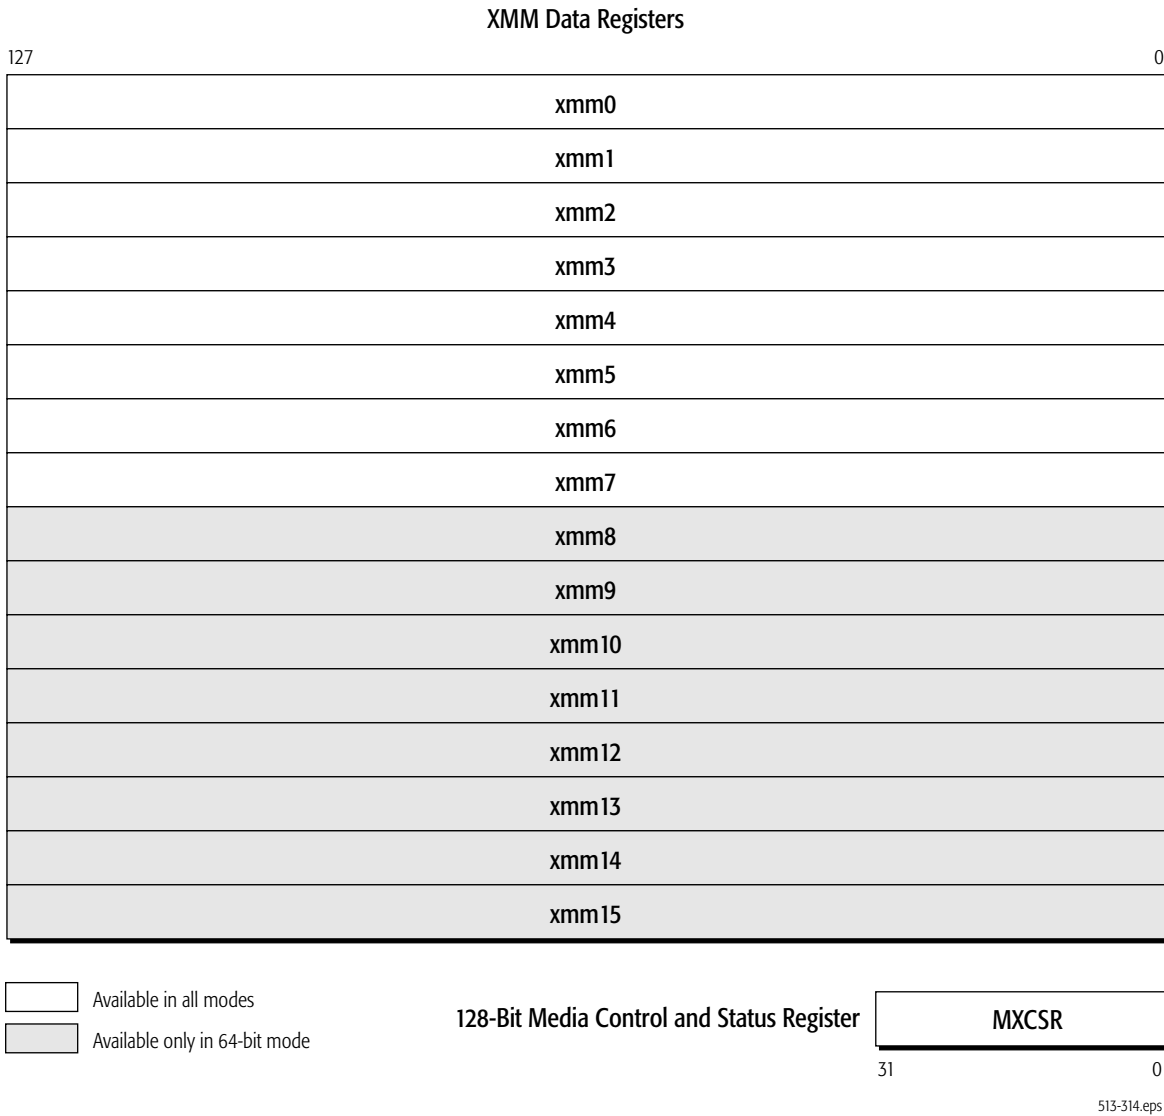 XMM Data Registers
127 0
xmm0
xmm1
xmm2
xmm3
xmm4
xmm5
xmm6
xmm7
xmm8
xmm9
xmm10
xmm11
xmm12
xmm13
xmm14
xmm15
Available in all modes
Available only in 64-bit mode
128-Bit Media Control and Status Register MXCSR
31 0
513-314.eps